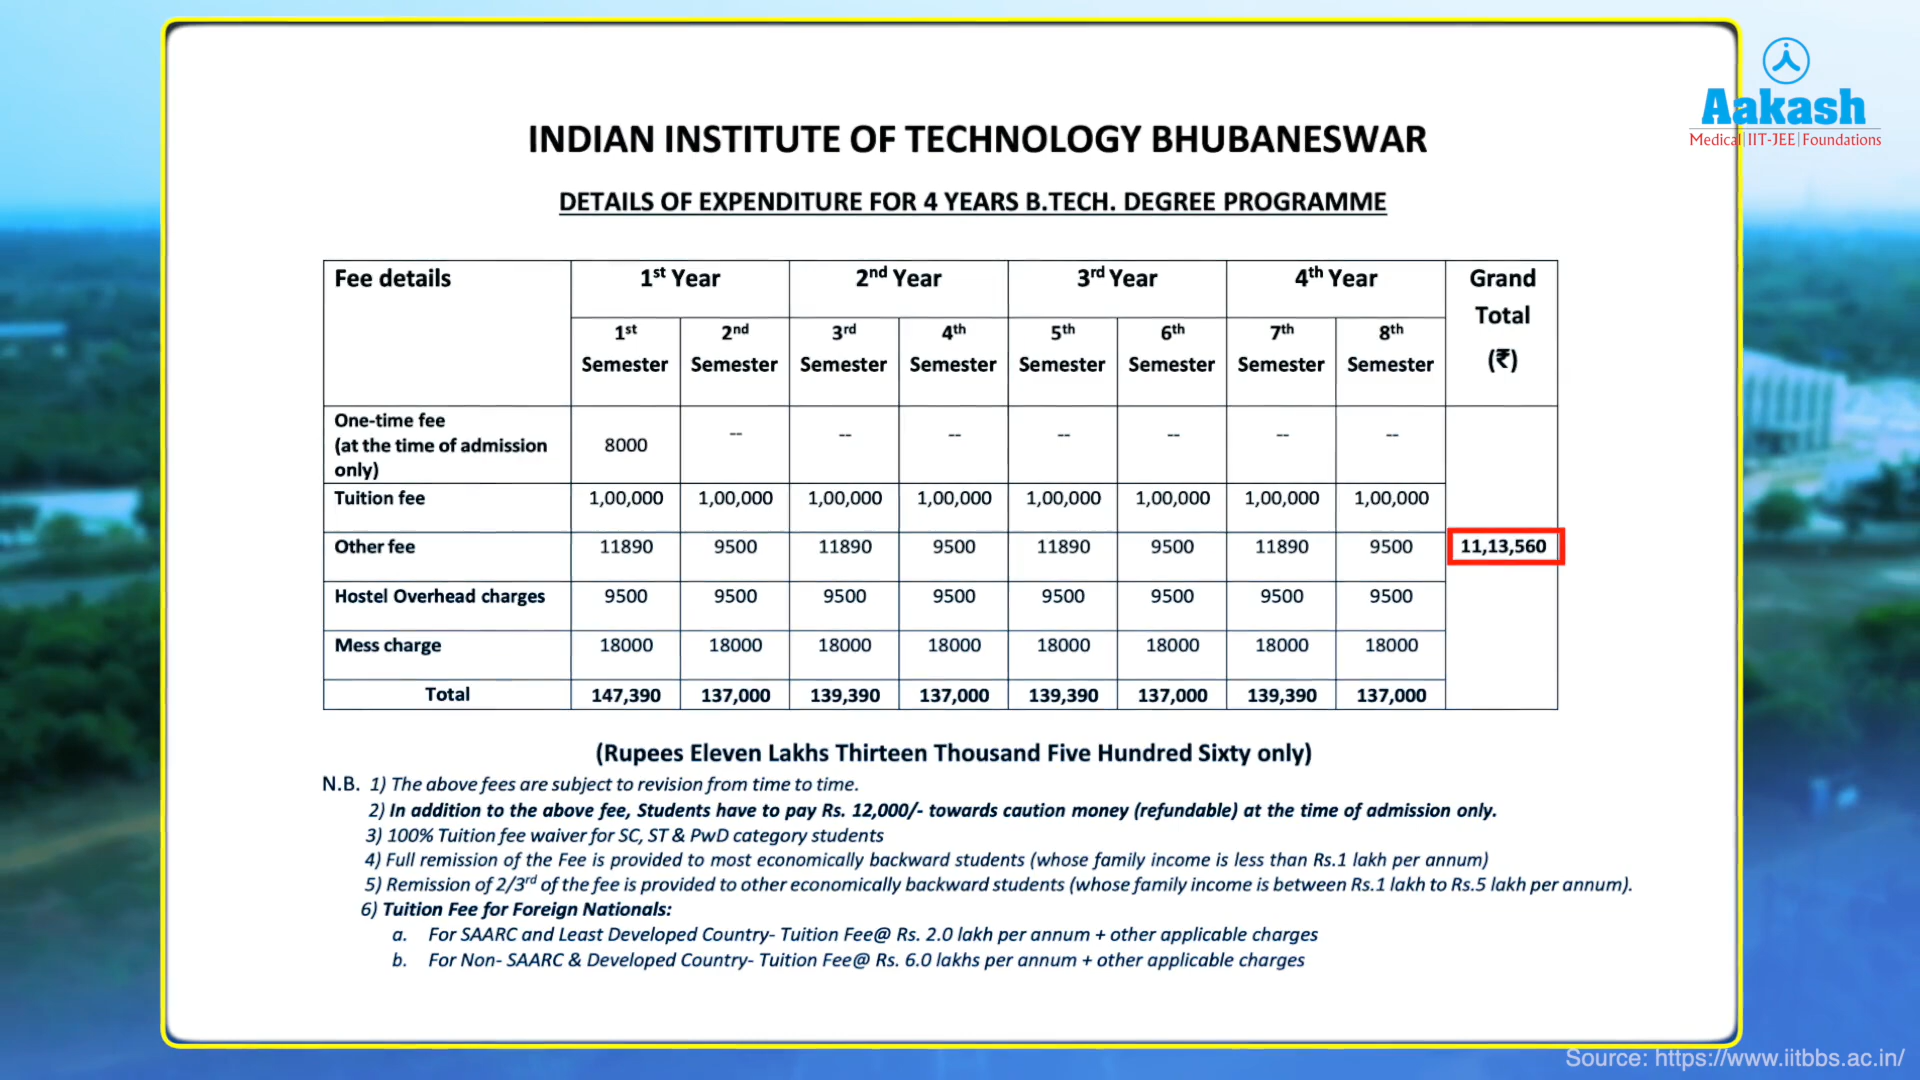 Aakash
Medical|IIT-JEE|Foundations
INDIAN INSTITUTE OF TECHNOLOGY BHUBANESWAR
DETAILS OF EXPENDITURE FOR 4 YEARS B.TECH. DEGREE PROGRAMME
Fee details 1st Year 2nd Year 3rd Year 4th Year Grand Total (₹)
1st Semester 2nd Semester 3rd Semester 4th Semester 5th Semester 6th Semester 7th Semester 8th Semester
One-time fee (at the time of admission only) 8000 -- -- -- -- -- -- --
Tuition fee 1,00,000 1,00,000 1,00,000 1,00,000 1,00,000 1,00,000 1,00,000 1,00,000
Other fee 11890 9500 11890 9500 11890 9500 11890 9500 11,13,560
Hostel Overhead charges 9500 9500 9500 9500 9500 9500 9500 9500
Mess charge 18000 18000 18000 18000 18000 18000 18000 18000
Total 147,390 137,000 139,390 137,000 139,390 137,000 139,390 137,000
(Rupees Eleven Lakhs Thirteen Thousand Five Hundred Sixty only)
N.B. 1) The above fees are subject to revision from time to time.
2) In addition to the above fee, Students have to pay Rs. 12,000/- towards caution money (refundable) at the time of admission only.
3) 100% Tuition fee waiver for SC, ST & PwD category students
4) Full remission of the Fee is provided to most economically backward students (whose family income is less than Rs.1 lakh per annum)
5) Remission of 2/3rd of the fee is provided to other economically backward students (whose family income is between Rs.1 lakh to Rs.5 lakh per annum).
6) Tuition Fee for Foreign Nationals:
a. For SAARC and Least Developed Country- Tuition Fee@ Rs. 2.0 lakh per annum + other applicable charges
b. For Non- SAARC & Developed Country- Tuition Fee@ Rs. 6.0 lakhs per annum + other applicable charges
Source: https://www.iitbbs.ac.in/